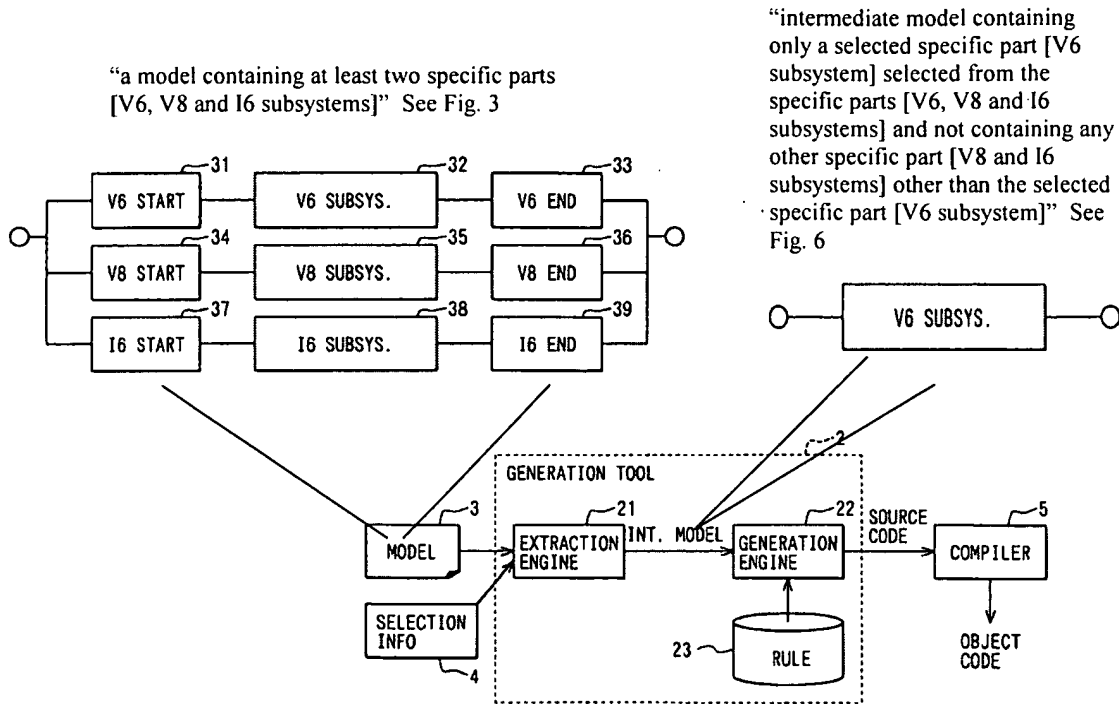 “a model containing at least two specific parts
[V6, V8 and I6 subsystems]” See Fig. 3
“intermediate model containing
only a selected specific part [V6
subsystem] selected from the
specific parts [V6, V8 and I6
subsystems] and not containing any
other specific part [V8 and I6
subsystems] other than the selected
specific part [V6 subsystem]” See
Fig. 6
31
32
33
V6 START
V6 SUBSYS.
V6 END
34
35
36
V8 START
V8 SUBSYS.
V8 END
37
38
39
I6 START
I6 SUBSYS.
I6 END
V6 SUBSYS.
2
GENERATION TOOL
3
MODEL
21
EXTRACTION
ENGINE
INT. MODEL
22
GENERATION
ENGINE
SOURCE
CODE
5
COMPILER
SELECTION
INFO
4
23
RULE
OBJECT
CODE